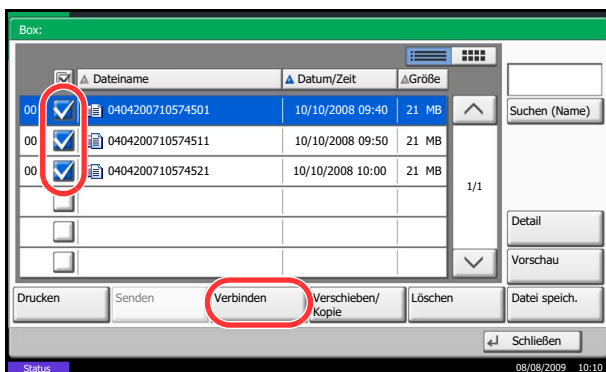 Box:
Dateiname Datum/Zeit Größe
00 0404200710574501 10/10/2008 09:40 21 MB
Suchen (Name)
00 0404200710574511 10/10/2008 09:50 21 MB
00 0404200710574521 10/10/2008 10:00 21 MB
1/1
Detail
Vorschau
Drucken Senden Verbinden Verschieben/ Kopie Löschen Datei speich.
Schließen
Status 08/08/2009 10:10